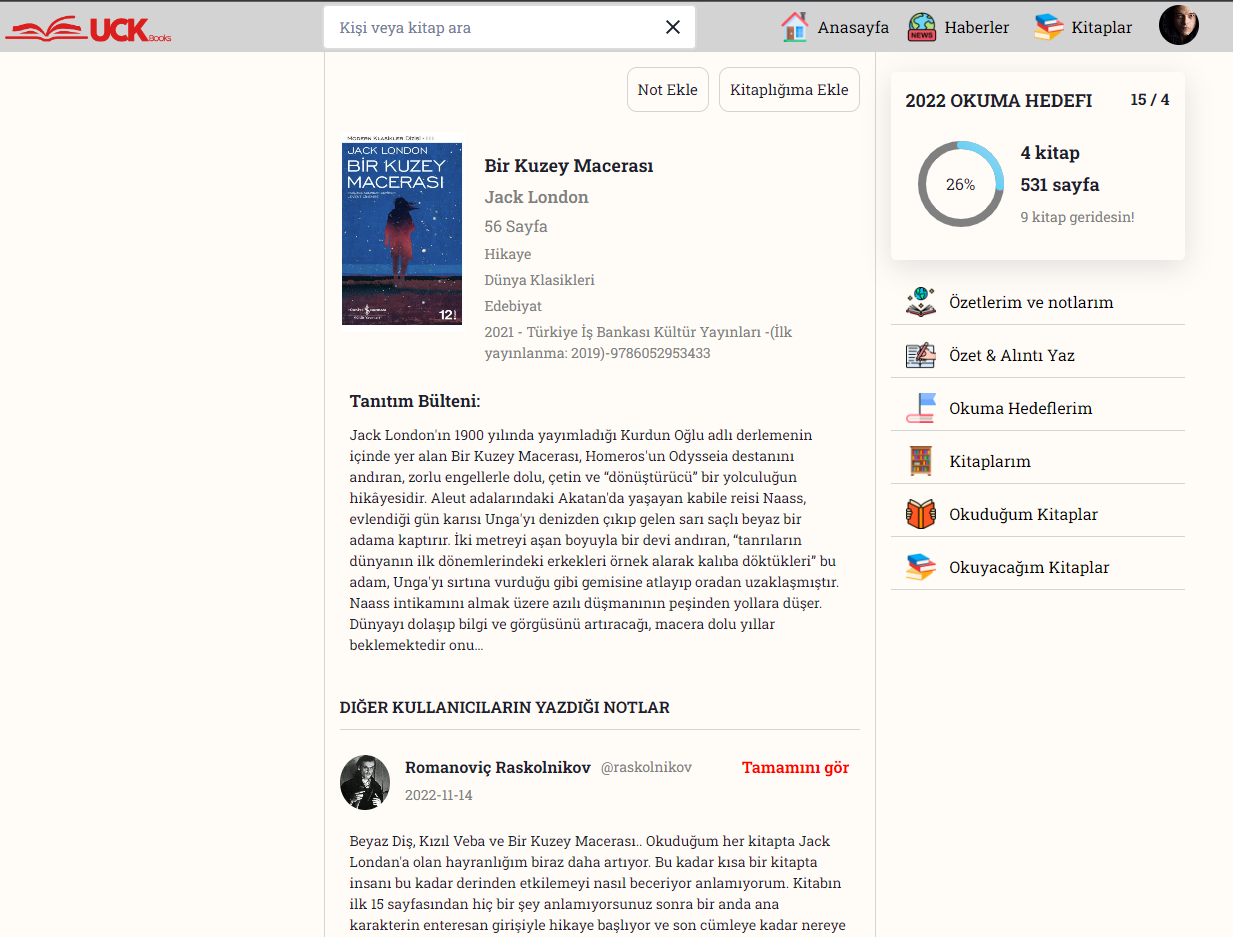 UCK Books
Kişi veya kitap ara
Anasayfa
NEWS
Haberler
Kitaplar
Not Ekle
Kitaplığıma Ekle
MODERN KLASİKLER DİZİSİ -
JACK LONDON
BİR KUZEY
MACERASI
12!
Bir Kuzey Macerası
Jack London
56 Sayfa
Hikaye
Dünya Klasikleri
Edebiyat
2021 - Türkiye İş Bankası Kültür Yayınları -(İlk
yayınlanma: 2019)-9786052953433
Tanıtım Bülteni:
Jack London'ın 1900 yılında yayımladığı Kurdun Oğlu adlı derlemenin
içinde yer alan Bir Kuzey Macerası, Homeros'un Odysseia destanını
andıran, zorlu engellerle dolu, çetin ve “dönüştürücü” bir yolculuğun
hikâyesidir. Aleut adalarındaki Akatan'da yaşayan kabile reisi Naass,
evlendiği gün karısı Unga'yı denizden çıkıp gelen sarı saçlı beyaz bir
adama kaptırır. İki metreyi aşan boyuyla bir devi andıran, “tanrıların
dünyanın ilk dönemlerindeki erkekleri örnek alarak kalıba döktükleri” bu
adam, Unga'yı sırtına vurduğu gibi gemisine atlayıp oradan uzaklaşmıştır.
Naass intikamını almak üzere azılı düşmanının peşinden yollara düşer.
Dünyayı dolaşıp bilgi ve görgüsünü artıracağı, macera dolu yıllar
beklemektedir onu...
DIĞER KULLANICILARIN YAZDIĞI NOTLAR
Romanoviç Raskolnikov @raskolnikov
Tamamını gör
2022-11-14
Beyaz Diş, Kızıl Veba ve Bir Kuzey Macerası.. Okuduğum her kitapta Jack
Londan'a olan hayranlığım biraz daha artıyor. Bu kadar kısa bir kitapta
insanı bu kadar derinden etkilemeyi nasıl beceriyor anlamıyorum. Kitabın
ilk 15 sayfasından hiç bir şey anlamıyorsunuz sonra bir anda ana
karakterin enteresan girişiyle hikaye başlıyor ve son cümleye kadar nereye
2022 OKUMA HEDEFI
15 / 4
26%
4 kitap
531 sayfa
9 kitap geridesin!
Özetlerim ve notlarım
Özet & Alıntı Yaz
Okuma Hedeflerim
Kitaplarım
Okuduğum Kitaplar
Okuyacağım Kitaplar